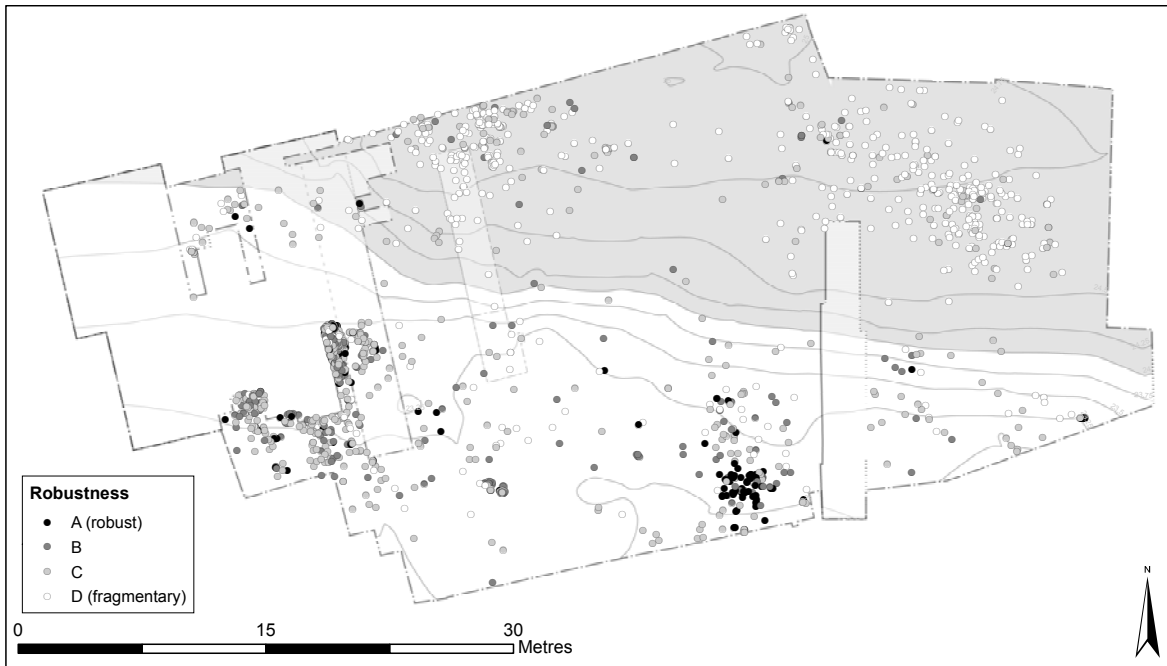 Robustness
A (robust)
B
C
D (fragmentary)
0 15 30 Metres
N